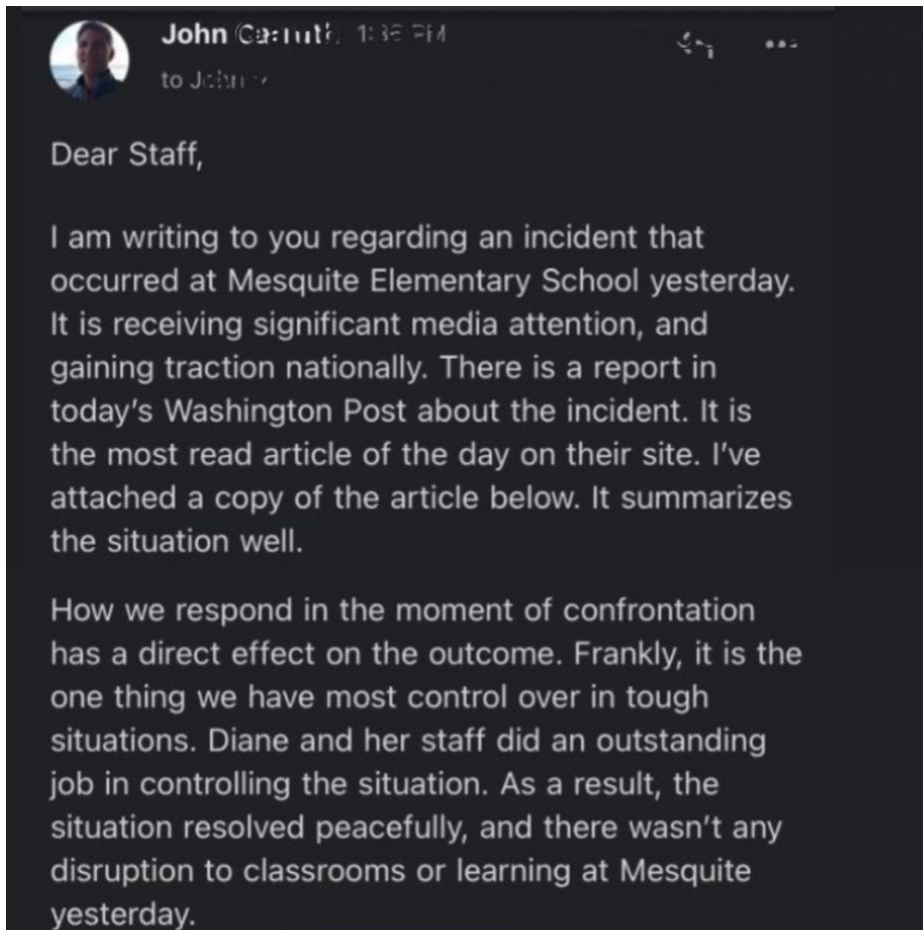 John
to
Dear Staff,
I am writing to you regarding an incident that
occurred at Mesquite Elementary School yesterday.
It is receiving significant media attention, and
gaining traction nationally. There is a report in
today's Washington Post about the incident. It is
the most read article of the day on their site. I've
attached a copy of the article below. It summarizes
the situation well.
How we respond in the moment of confrontation
has a direct effect on the outcome. Frankly, it is the
one thing we have most control over in tough
situations. Diane and her staff did an outstanding
job in controlling the situation. As a result, the
situation resolved peacefully, and there wasn't any
disruption to classrooms or learning at Mesquite
yesterday.